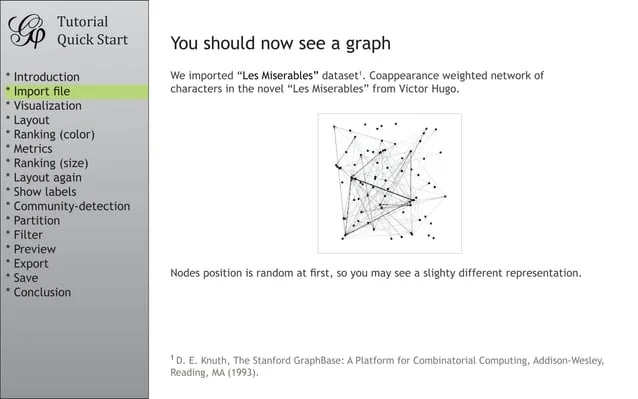 Tutorial
Quick Start
* Introduction
* Import file
* Visualization
* Layout
* Ranking (color)
* Metrics
* Ranking (size)
* Layout again
* Show labels
* Community-detection
* Partition
* Filter
* Preview
* Export
* Save
* Conclusion
You should now see a graph
We imported “Les Miserables” dataset¹. Coappearance weighted network of
characters in the novel “Les Miserables” from Victor Hugo.
Nodes position is random at first, so you may see a slighty different representation.
¹ D. E. Knuth, The Stanford GraphBase: A Platform for Combinatorial Computing, Addison-Wesley,
Reading, MA (1993).